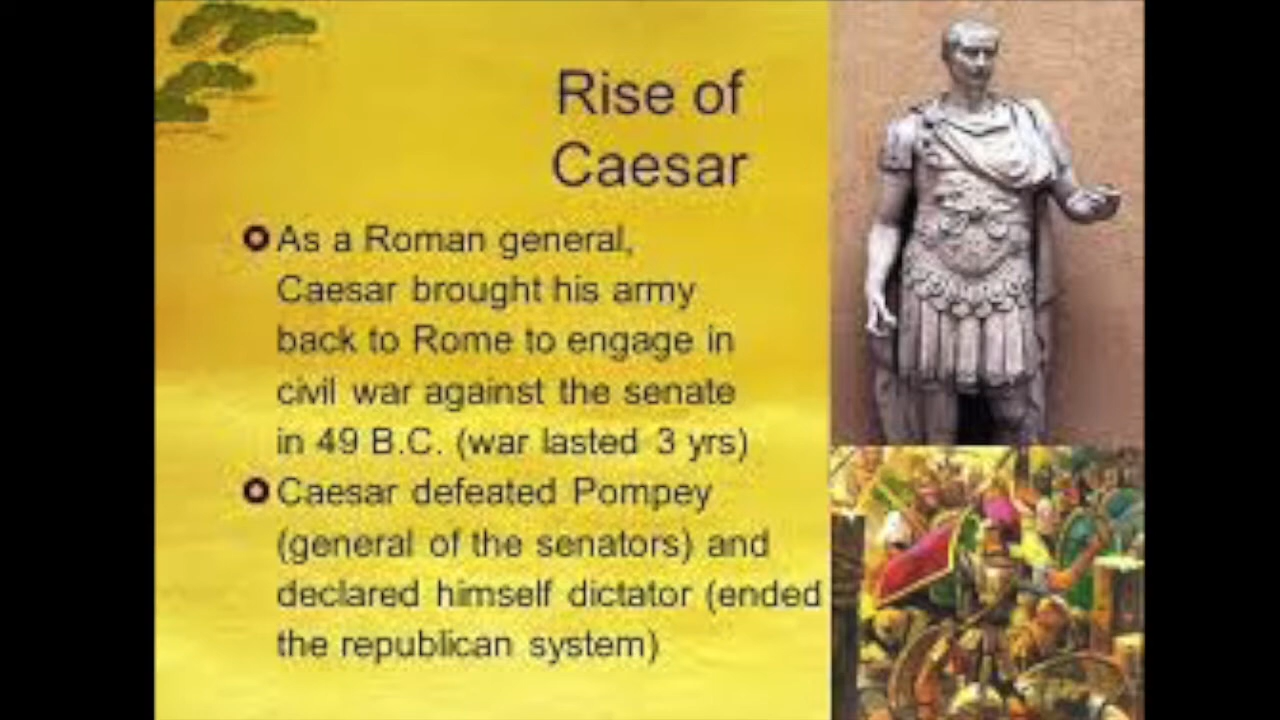 Rise of
Caesar
As a Roman general,
Caesar brought his army
back to Rome to engage in
civil war against the senate
in 49 B.C. (war lasted 3 yrs)
Caesar defeated Pompey
(general of the senators) and
declared himself dictator (ended
the republican system)